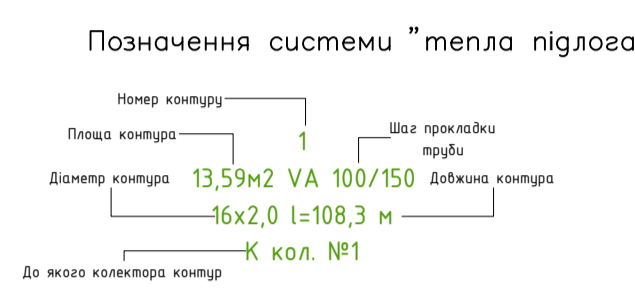 Позначення системи "тепла підлога
Номер контуру
1
Площа контура
Шаг прокладки
труби
13,59м2 VA 100/150
Діаметр контура
Довжина контура
16х2,0 l=108,3 м
К кол. №1
До якого колектора контур